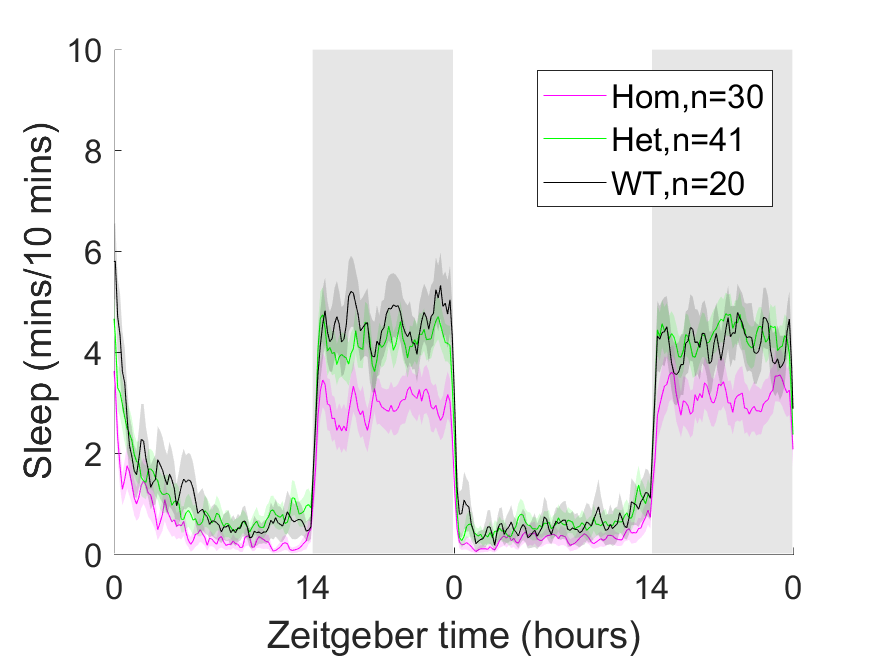 10
8
6
4
2
0
Sleep (mins/10 mins)
Hom,n=30
Het,n=41
WT,n=20
0 14 0 14 0
Zeitgeber time (hours)